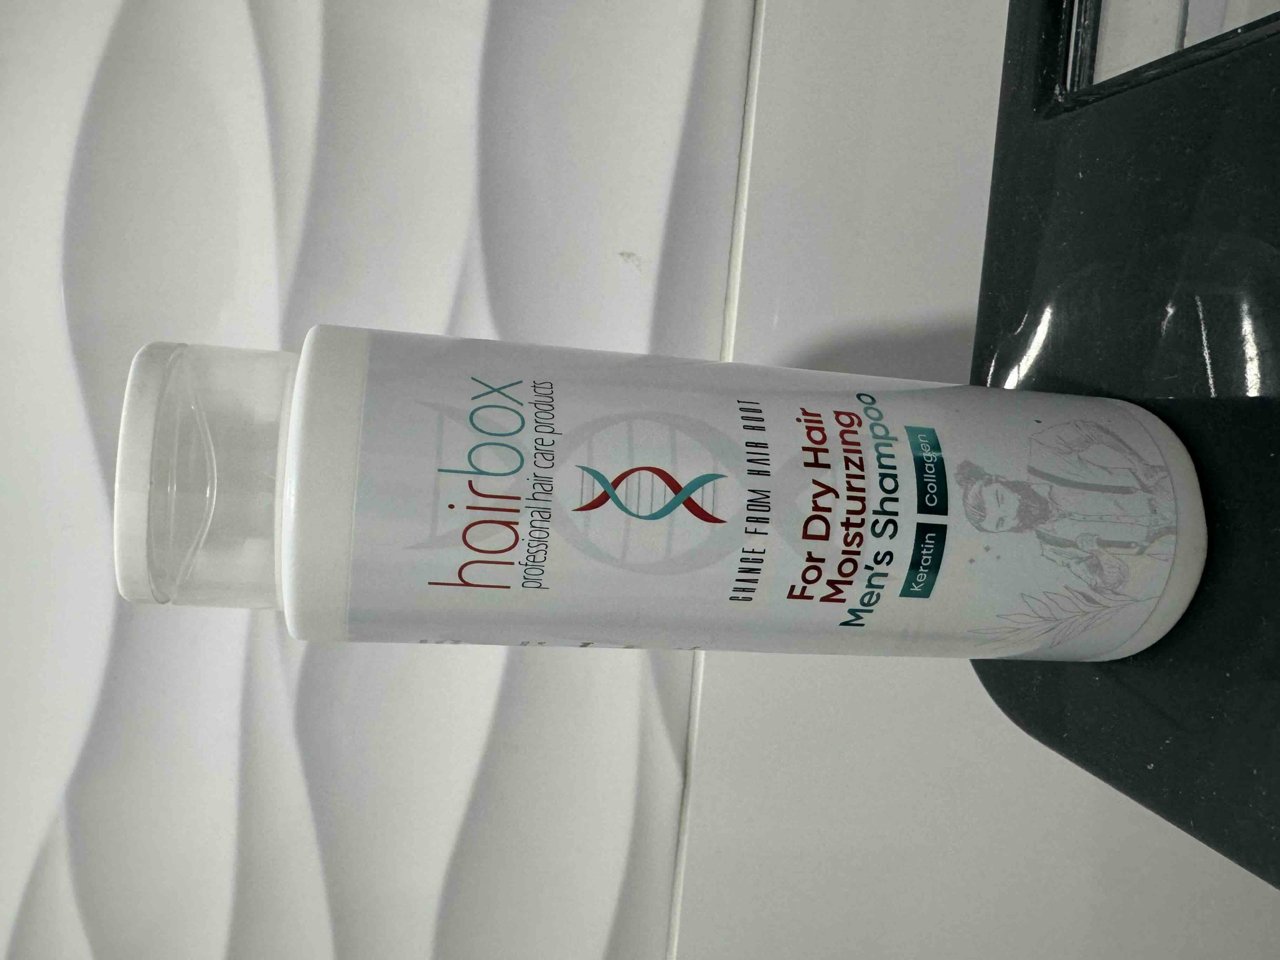 hairbox
professional hair care products
CHANGE FROM HAIR ROOT
For Dry Hair
Moisturizing
Men's Shampoo
Keratin Collagen